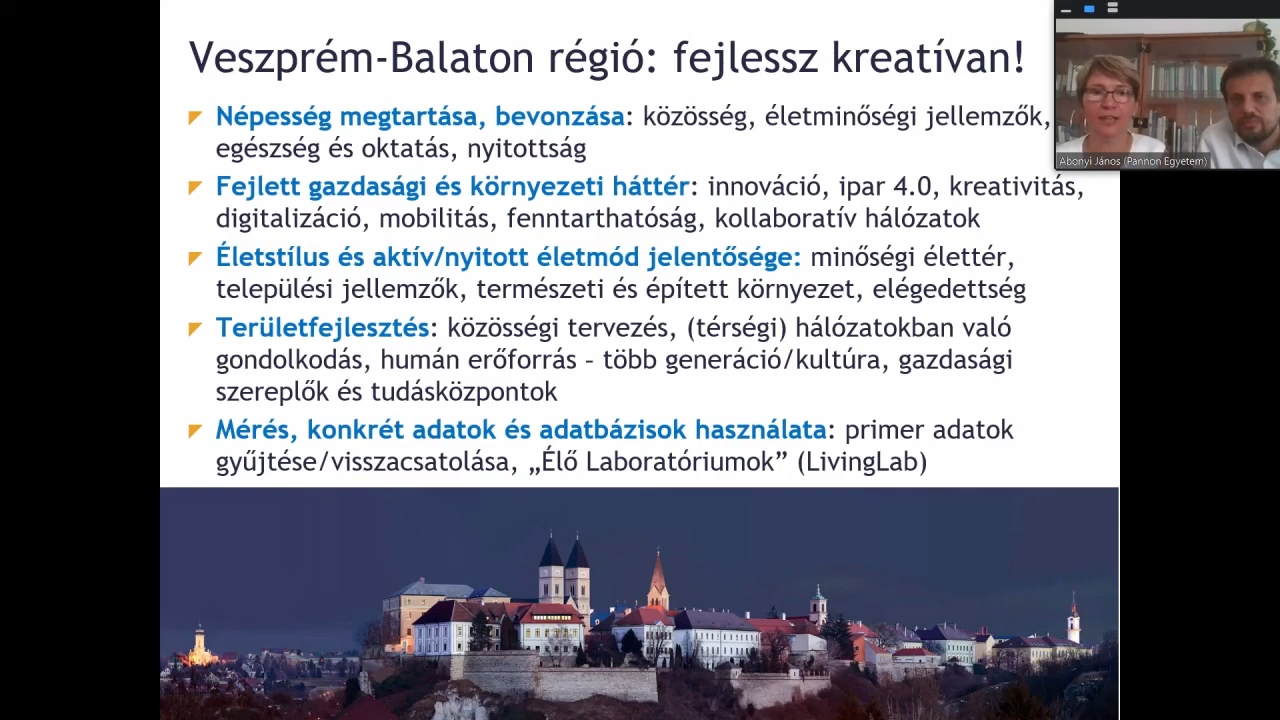 Veszprém-Balaton régió: fejlessz kreatívan!
Népesség megtartása, bevonzása: közösség, életminőségi jellemzők,
egészség és oktatás, nyitottság
Fejlett gazdasági és környezeti háttér: innováció, ipar 4.0, kreativitás,
digitalizáció, mobilitás, fenntarthatóság, kollaboratív hálózatok
Életstílus és aktív/nyitott életmód jelentősége: minőségi élettér,
települési jellemzők, természeti és épített környezet, elégedettség
Területfejlesztés: közösségi tervezés, (térségi) hálózatokban való
gondolkodás, humán erőforrás – több generáció/kultúra, gazdasági
szereplők és tudásközpontok
Mérés, konkrét adatok és adatbázisok használata: primer adatok
gyűjtése/visszacsatolása, „Élő Laboratóriumok” (LivingLab)
Abonyi János (Pannon Egyetem)